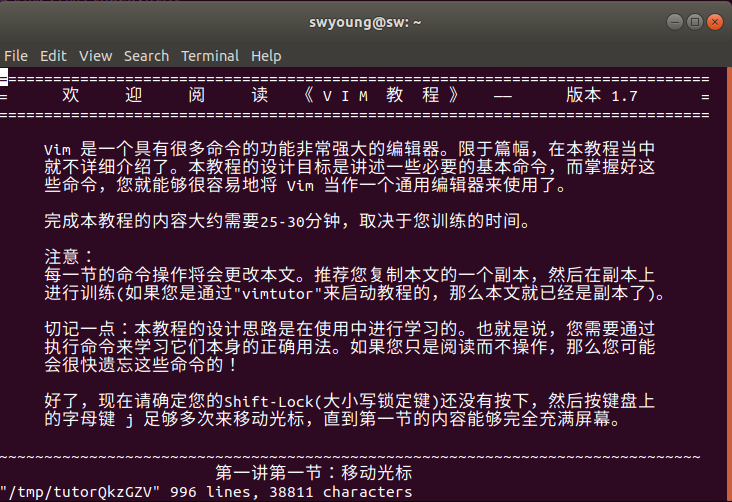 swyoung@sw: ~
File Edit View Search Terminal Help
===============================================================================
=      欢     迎     阅     读   《 V I M  教  程 》   ——      版本 1.7      =
===============================================================================
Vim 是一个具有很多命令的功能非常强大的编辑器。限于篇幅，在本教程当中
就不详细介绍了。本教程的设计目标是讲述一些必要的基本命令，而掌握好这
些命令，您就能够很容易地将 Vim 当作一个通用编辑器来使用了。
完成本教程的内容大约需要25-30分钟，取决于您训练的时间。
注意：
每一节的命令操作将会更改本文。推荐您复制本文的一个副本，然后在副本上
进行训练(如果您是通过"vimtutor"来启动教程的，那么本文就已经是副本了)。
切记一点：本教程的设计思路是在使用中进行学习的。也就是说，您需要通过
执行命令来学习它们本身的正确用法。如果您只是阅读而不操作，那么您可能
会很快遗忘这些命令的！
好了，现在请确定您的Shift-Lock(大小写锁定键)还没有按下，然后按键盘上
的字母键 j 足够多次来移动光标，直到第一节的内容能够完全充满屏幕。
~~~~~~~~~~~~~~~~~~~~~~~~~~~~~~~~~~~~~~~~~~~~~~~~~~~~~~~~~~~~~~~~~~~~~~~~~~~~~~
第一讲第一节：移动光标
"/tmp/tutorQkzGZV" 996 lines, 38811 characters